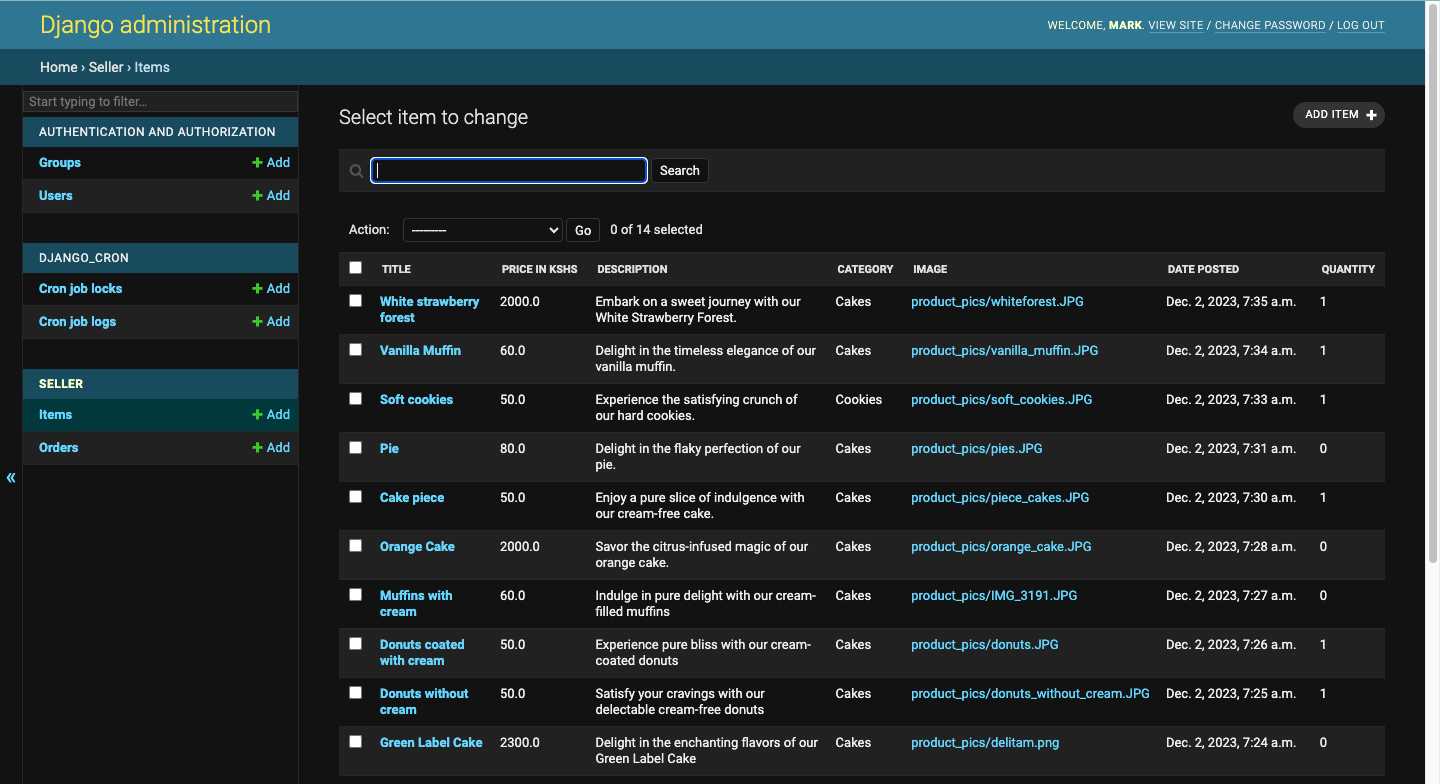 Django administration
WELCOME, MARK. VIEW SITE / CHANGE PASSWORD / LOG OUT
Home › Seller › Items
Start typing to filter…
AUTHENTICATION AND AUTHORIZATION
Groups Add
Users Add
DJANGO_CRON
Cron job locks Add
Cron job logs Add
SELLER
Items Add
Orders Add
«
Select item to change
ADD ITEM
Search
Action: --------- Go 0 of 14 selected
TITLE PRICE IN KSHS DESCRIPTION CATEGORY IMAGE DATE POSTED QUANTITY
White strawberry 2000.0 Embark on a sweet journey with our Cakes product_pics/whiteforest.JPG Dec. 2, 2023, 7:35 a.m. 1
forest White Strawberry Forest.
Vanilla Muffin 60.0 Delight in the timeless elegance of our Cakes product_pics/vanilla_muffin.JPG Dec. 2, 2023, 7:34 a.m. 1
vanilla muffin.
Soft cookies 50.0 Experience the satisfying crunch of Cookies product_pics/soft_cookies.JPG Dec. 2, 2023, 7:33 a.m. 1
our hard cookies.
Pie 80.0 Delight in the flaky perfection of our Cakes product_pics/pies.JPG Dec. 2, 2023, 7:31 a.m. 0
pie.
Cake piece 50.0 Enjoy a pure slice of indulgence with Cakes product_pics/piece_cakes.JPG Dec. 2, 2023, 7:30 a.m. 1
our cream-free cake.
Orange Cake 2000.0 Savor the citrus-infused magic of our Cakes product_pics/orange_cake.JPG Dec. 2, 2023, 7:28 a.m. 0
orange cake.
Muffins with 60.0 Indulge in pure delight with our cream- Cakes product_pics/IMG_3191.JPG Dec. 2, 2023, 7:27 a.m. 0
cream filled muffins
Donuts coated 50.0 Experience pure bliss with our cream- Cakes product_pics/donuts.JPG Dec. 2, 2023, 7:26 a.m. 1
with cream coated donuts
Donuts without 50.0 Satisfy your cravings with our Cakes product_pics/donuts_without_cream.JPG Dec. 2, 2023, 7:25 a.m. 1
cream delectable cream-free donuts
Green Label Cake 2300.0 Delight in the enchanting flavors of our Cakes product_pics/delitam.png Dec. 2, 2023, 7:24 a.m. 0
Green Label Cake